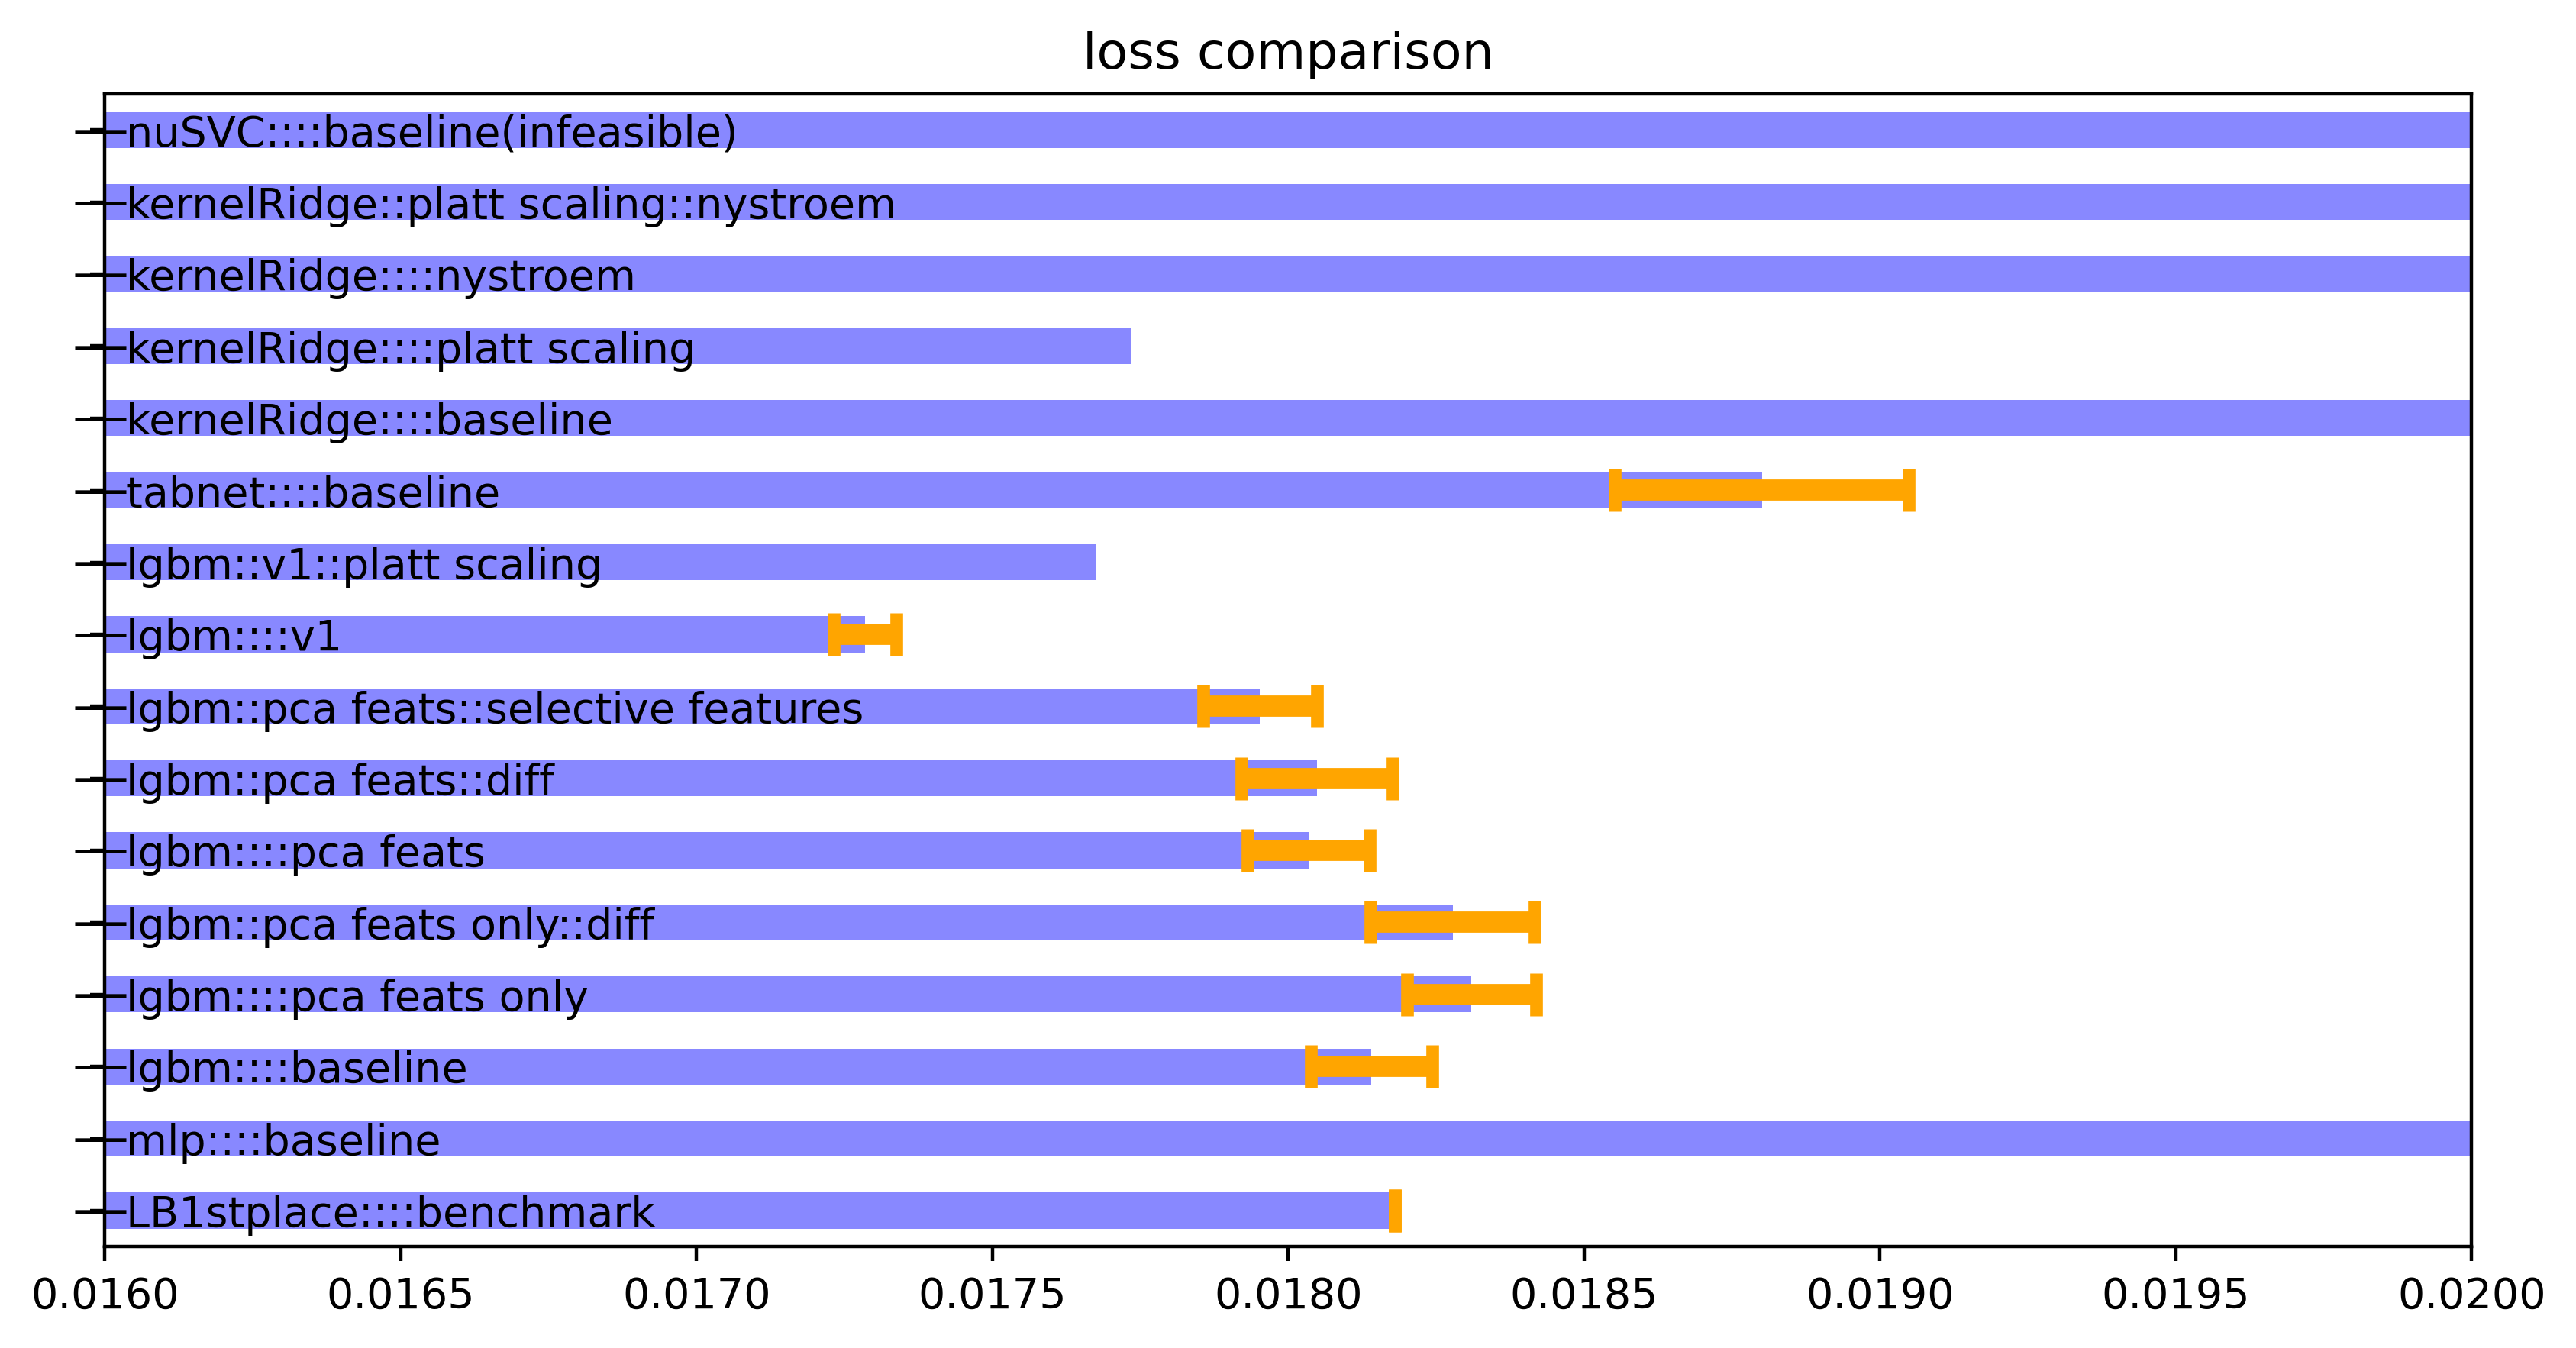 loss comparison
nuSVC::::baseline(infeasible)
kernelRidge::platt scaling::nystroem
kernelRidge::::nystroem
kernelRidge::::platt scaling
kernelRidge::::baseline
tabnet::::baseline
lgbm::v1::platt scaling
lgbm::::v1
lgbm::pca feats::selective features
lgbm::pca feats::diff
lgbm::::pca feats
lgbm::pca feats only::diff
lgbm::::pca feats only
lgbm::::baseline
mlp::::baseline
LB1stplace::::benchmark
0.0160 0.0165 0.0170 0.0175 0.0180 0.0185 0.0190 0.0195 0.0200